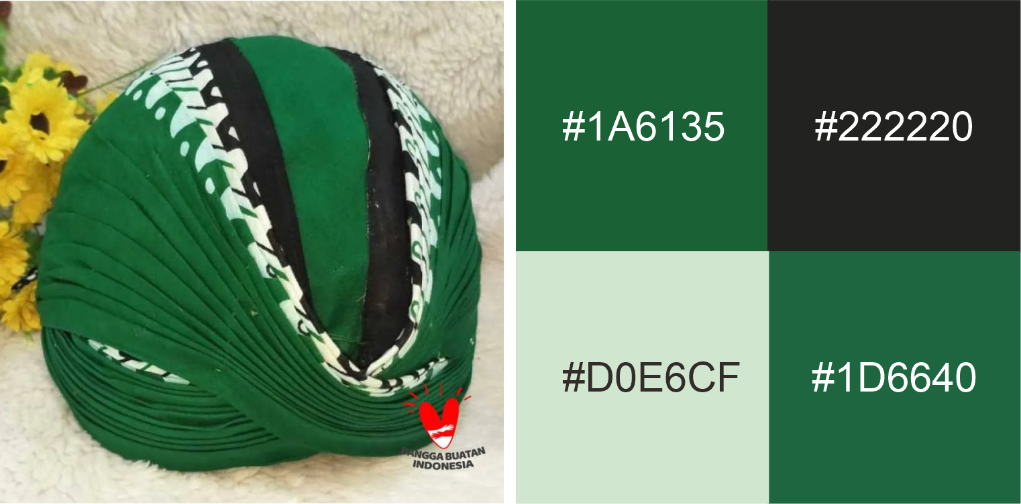 BANGGA BUATAN
INDONESIA
#1A6135
#222220
#D0E6CF
#1D6640